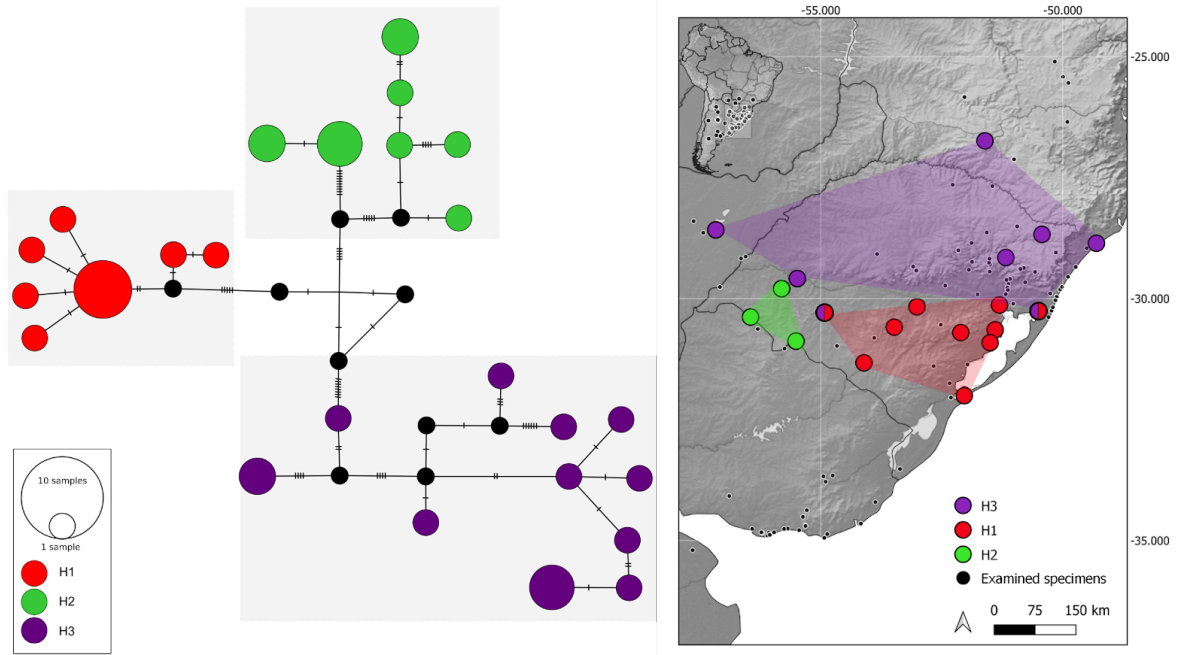 10 samples
1 sample
H1
H2
H3
-55.000
-50.000
-25.000
-30.000
-35.000
H3
H1
H2
Examined specimens
0 75 150 km